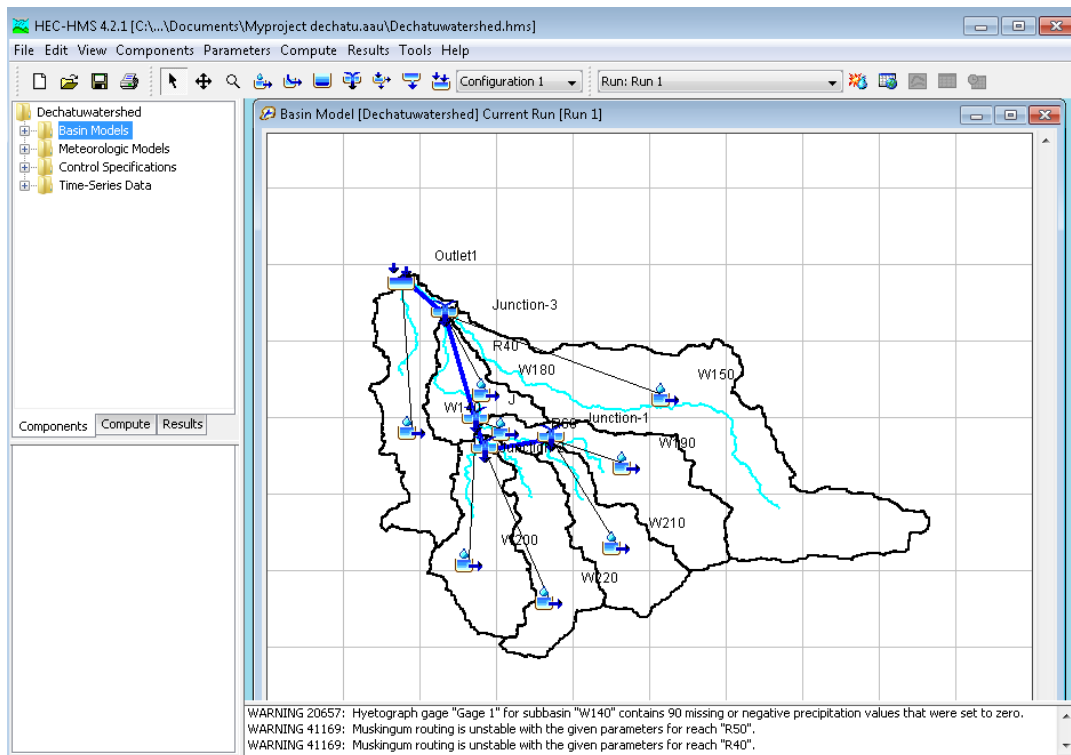 HEC-HMS 4.2.1 [C:\...\Documents\Myproject dechatu.aau\Dechatuwatershed.hms]
File Edit View Components Parameters Compute Results Tools Help
Configuration 1
Run: Run 1
Dechatuwatershed
Basin Models
Meteorologic Models
Control Specifications
Time-Series Data
Components Compute Results
Basin Model [Dechatuwatershed] Current Run [Run 1]
Outlet1
Junction-3
R40
W180
W150
J
Junction-1
W190
W210
W200
W220
WARNING 20657: Hyetograph gage "Gage 1" for subbasin "W140" contains 90 missing or negative precipitation values that were set to zero.
WARNING 41169: Muskingum routing is unstable with the given parameters for reach "R50".
WARNING 41169: Muskingum routing is unstable with the given parameters for reach "R40".